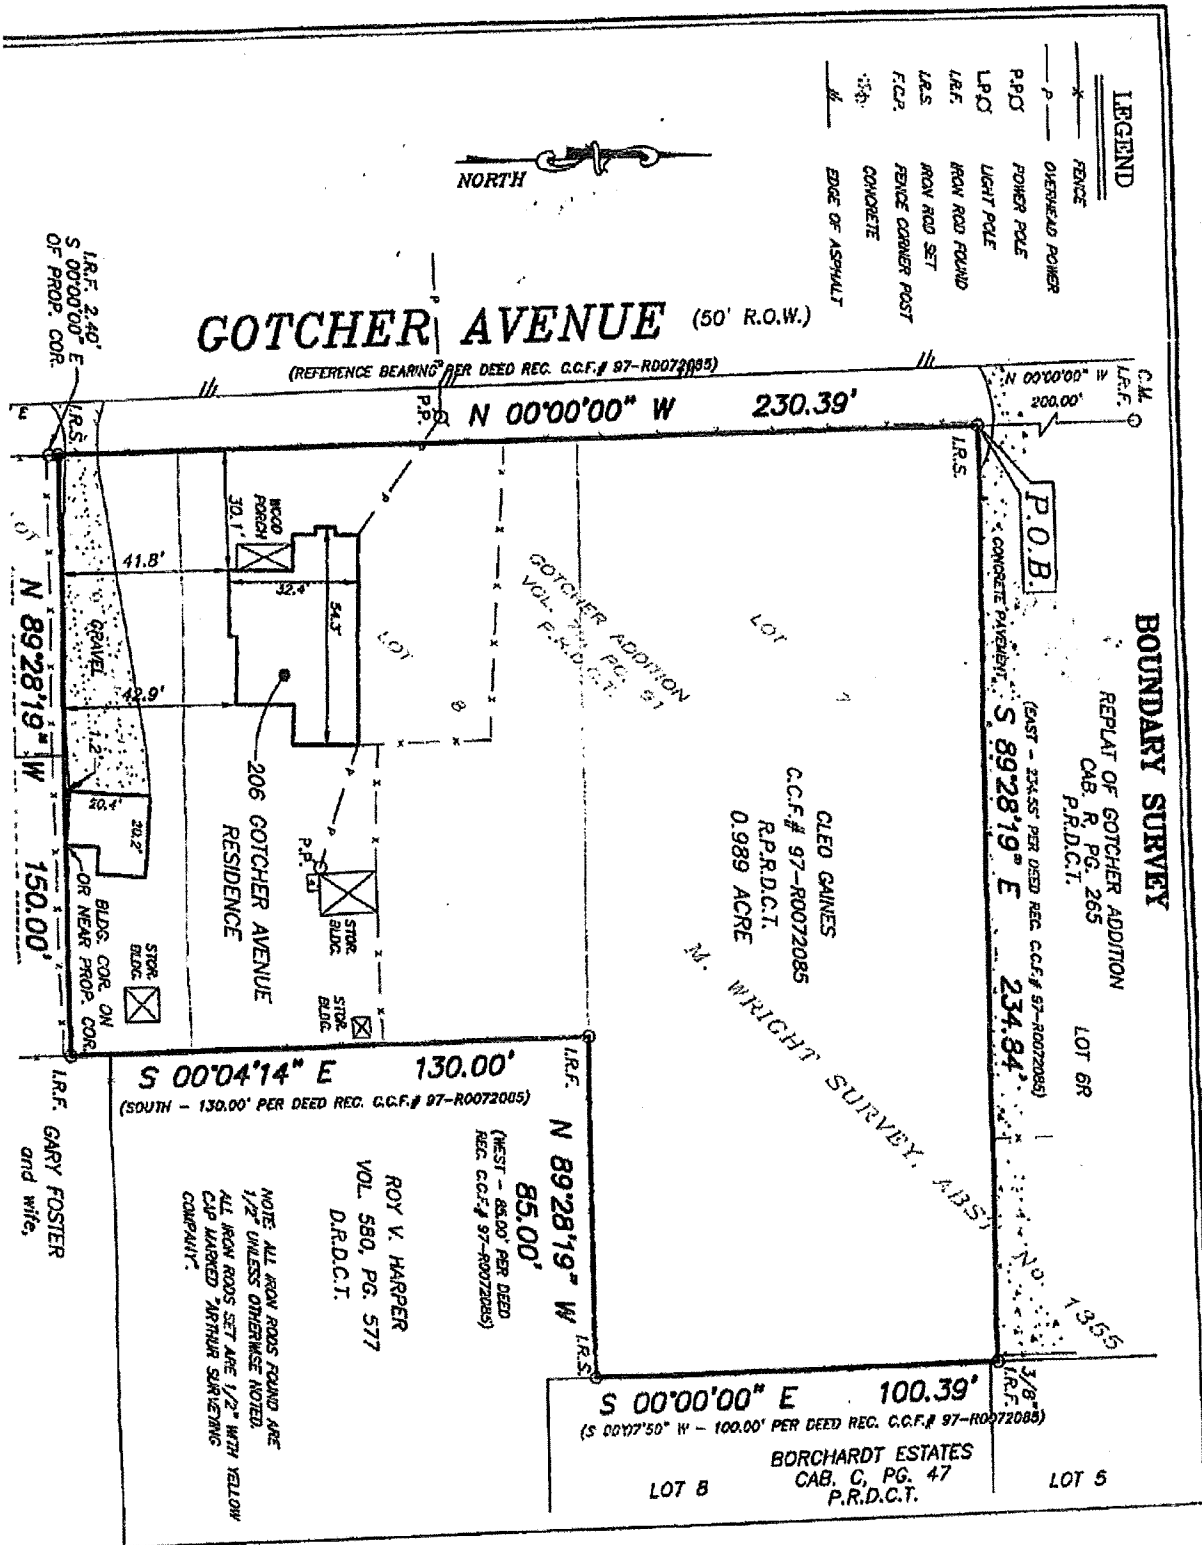 LEGEND
FENCE
OVERHEAD POWER
P.P. POWER POLE
L.P. LIGHT POLE
I.R.F. IRON ROD FOUND
I.R.S. IRON ROD SET
F.C.P. FENCE CORNER POST
CONCRETE
EDGE OF ASPHALT
NORTH
BOUNDARY SURVEY
REPLAT OF GOTCHER ADDITION
CAB. R, PG. 265
P.R.D.C.T.
LOT 6R
C.M.
I.R.F.
N 00°00'00" W
200.00'
P.O.B.
I.R.S.
CONCRETE PAVEMENT
(EAST - 234.55' PER DEED REC. C.C.F.# 97-R0072085)
S 89°28'19" E 234.84'
GOTCHER AVENUE (50' R.O.W.)
(REFERENCE BEARING PER DEED REC. C.C.F.# 97-R0072085)
N 00°00'00" W 230.39'
P.P.
I.R.F. 2.40'
S 00°00'00" E
OF PROP. COR.
I.R.S.
LOT
7
GOTCHER ADDITION
VOL. PG. 91
P.R.D.C.T.
LOT
8
CLEO GAINES
C.C.F.# 97-R0072085
R.P.R.D.C.T.
0.989 ACRE
M. WRIGHT SURVEY, ABST. NO. 1355
WOOD
PORCH
30.1'
32.4'
54.3'
41.8'
42.9'
GRAVEL
1.2'
20.4'
20.2'
206 GOTCHER AVENUE
RESIDENCE
P.P.
STOR.
BLDG.
STOR.
BLDG.
STOR.
BLDG.
BLDG. COR. ON
OR NEAR PROP. COR.
LOT
N 89°28'19" W 150.00'
I.R.F.
GARY FOSTER
and wife,
S 00°04'14" E 130.00'
(SOUTH - 130.00' PER DEED REC. C.C.F.# 97-R0072085)
I.R.F.
N 89°28'19" W
85.00'
(WEST - 85.00' PER DEED
REC. C.C.F.# 97-R0072085)
I.R.S.
ROY V. HARPER
VOL. 580, PG. 577
D.R.D.C.T.
S 00°00'00" E 100.39'
(S 00°07'50" W - 100.00' PER DEED REC. C.C.F.# 97-R0072085)
3/8"
I.R.F.
BORCHARDT ESTATES
CAB. C, PG. 47
P.R.D.C.T.
LOT 8
LOT 5
NOTE: ALL IRON RODS FOUND ARE
1/2" UNLESS OTHERWISE NOTED.
ALL IRON RODS SET ARE 1/2" WITH YELLOW
CAP MARKED "ARTHUR SURVEYING
COMPANY".